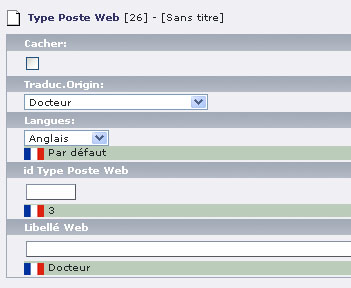 Type Poste Web [26] - [Sans titre]
Cacher:
Traduc.Origin:
Docteur
Langues:
Anglais
Par défaut
id Type Poste Web
3
Libellé Web
Docteur